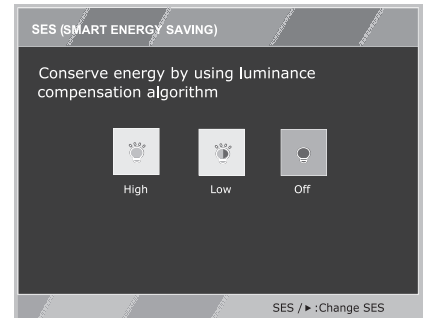 SES (SMART ENERGY SAVING)
Conserve energy by using luminance
compensation algorithm
High Low Off
SES / ► :Change SES